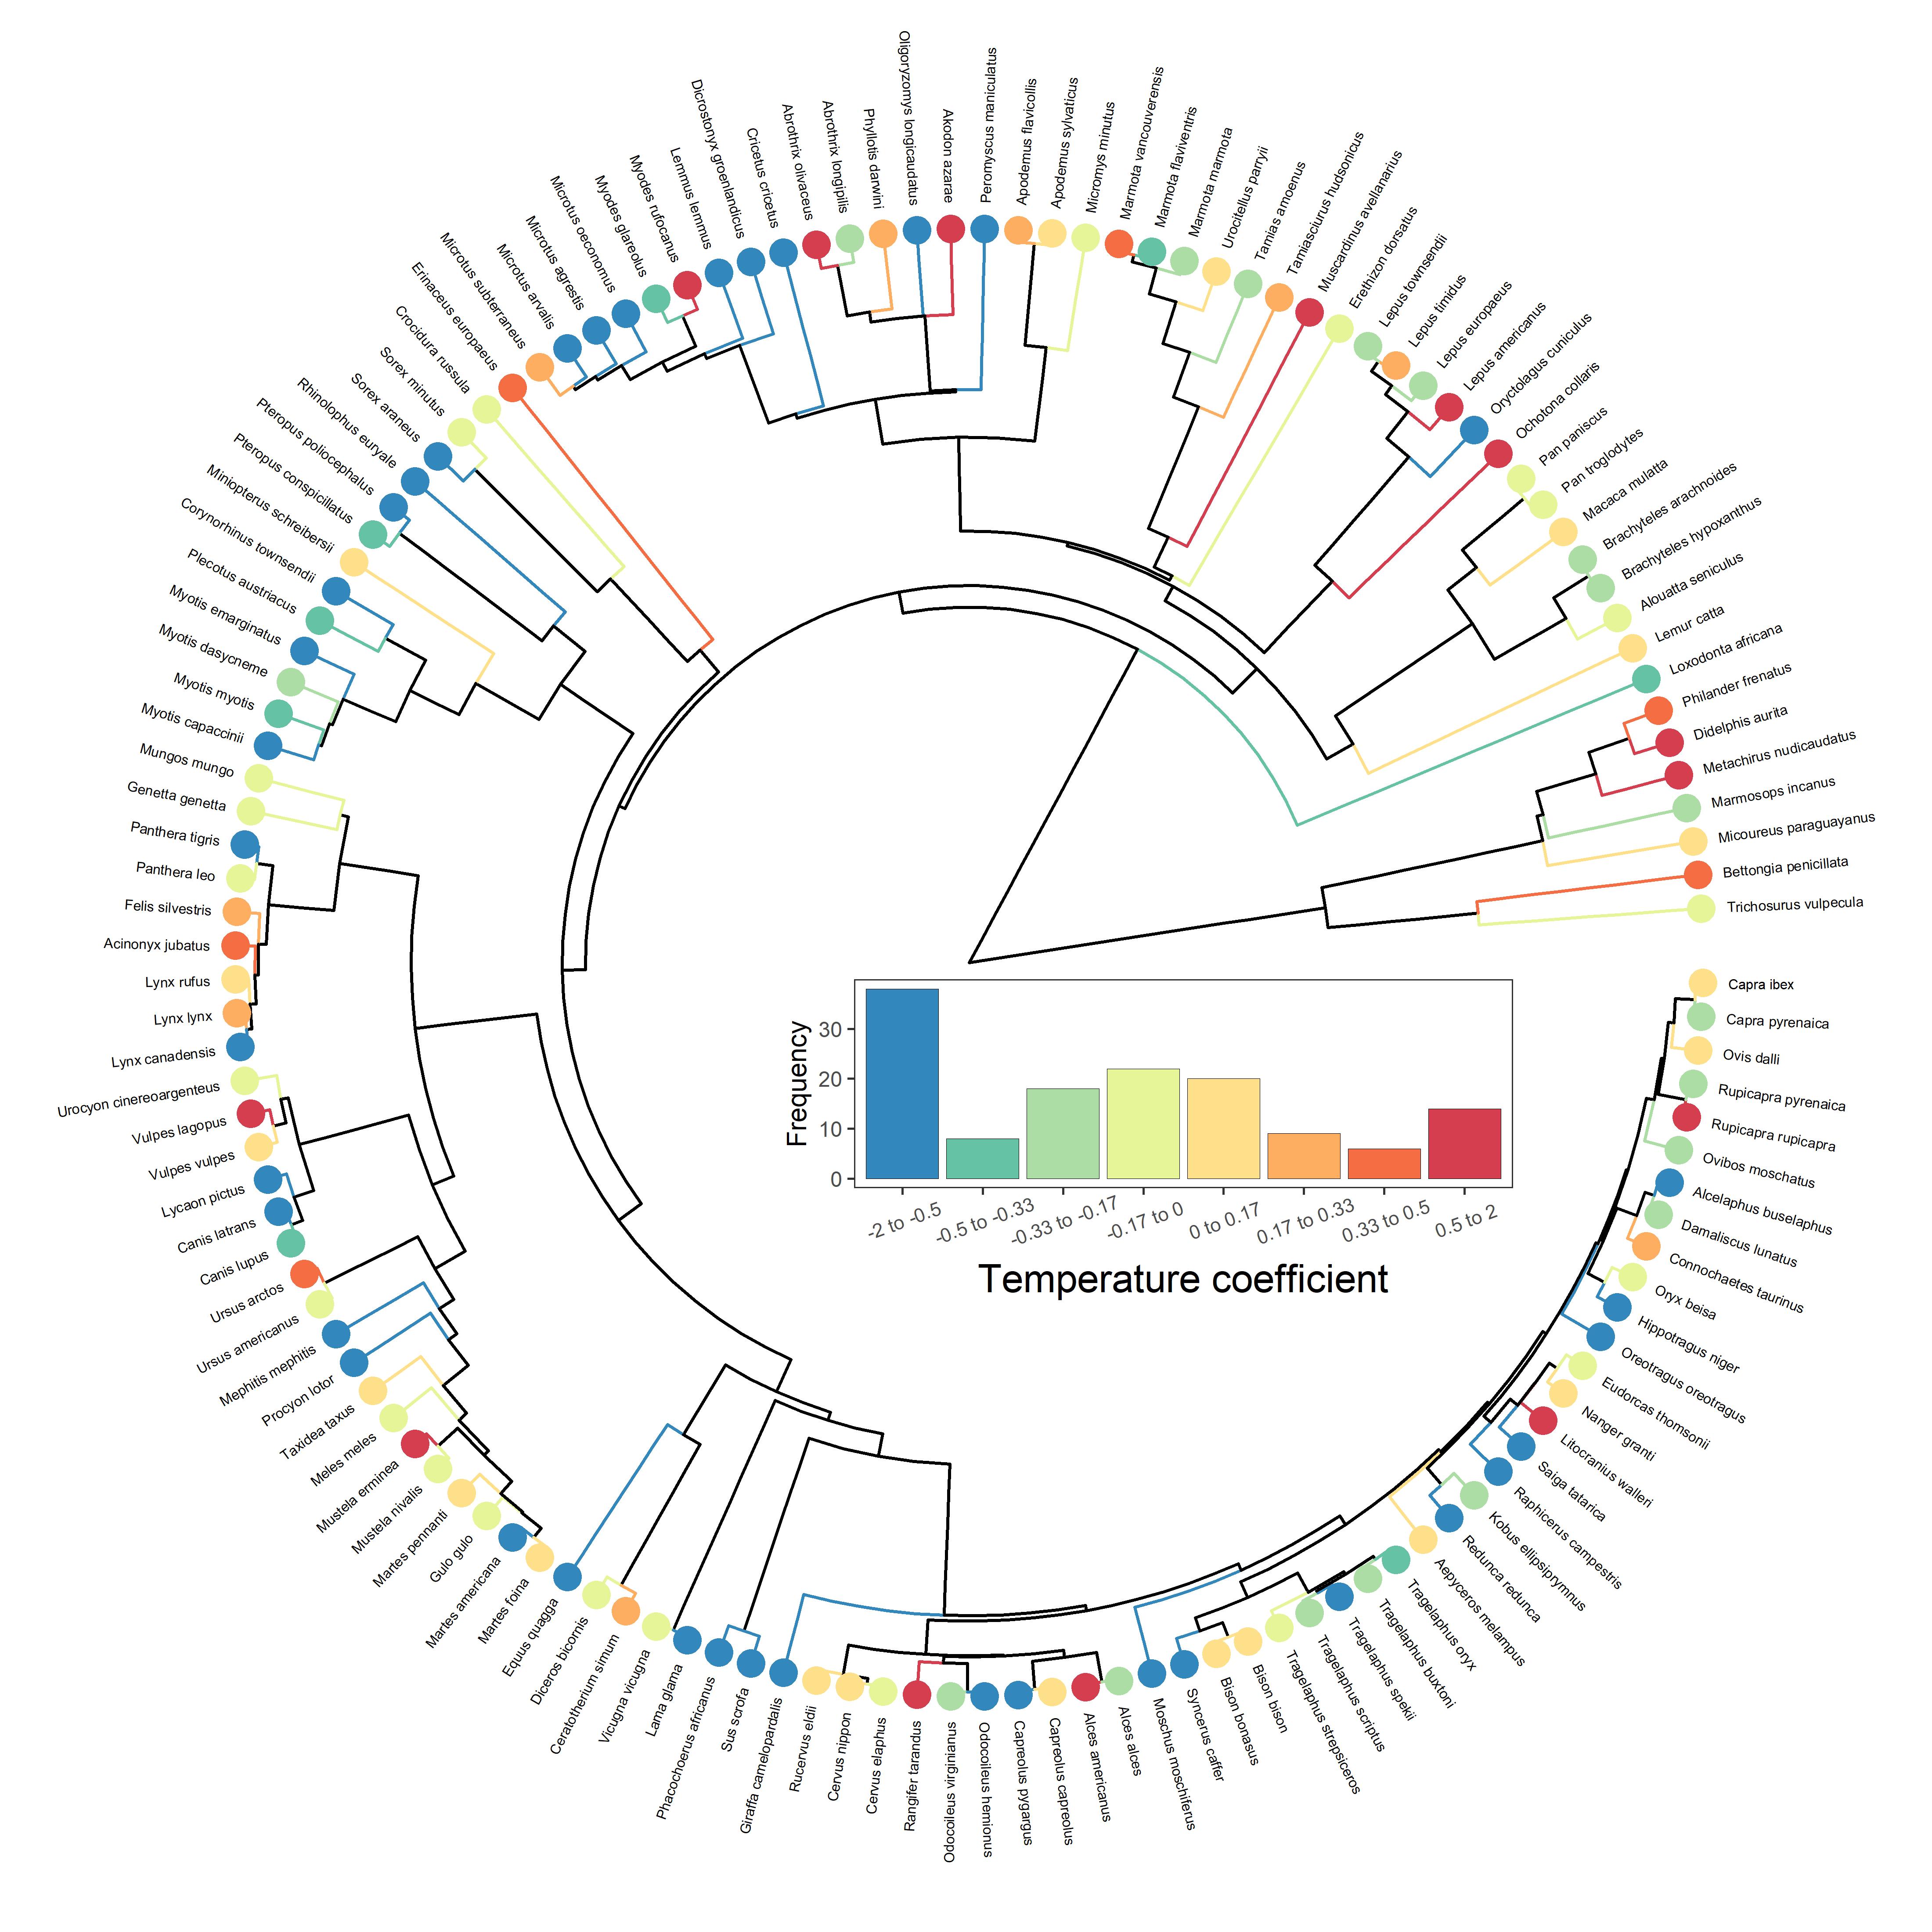 Oligoryzomys longicaudatus
Akodon azarae
Peromyscus maniculatus
Apodemus flavicollis
Apodemus sylvaticus
Micromys minutus
Marmota vancouverensis
Marmota flaviventris
Marmota marmota
Urocitellus parryii
Tamias amoenus
Tamiasciurus hudsonicus
Muscardinus avellanarius
Erethizon dorsatus
Lepus townsendii
Lepus timidus
Lepus europaeus
Lepus americanus
Oryctolagus cuniculus
Ochotona collaris
Pan paniscus
Pan troglodytes
Macaca mulatta
Brachyteles arachnoides
Brachyteles hypoxanthus
Alouatta seniculus
Lemur catta
Loxodonta africana
Philander frenatus
Didelphis aurita
Metachirus nudicaudatus
Marmosops incanus
Micoureus paraguayanus
Bettongia penicillata
Trichosurus vulpecula
Capra ibex
Capra pyrenaica
Ovis dalli
Rupicapra pyrenaica
Rupicapra rupicapra
Ovibos moschatus
Alcelaphus buselaphus
Damaliscus lunatus
Connochaetes taurinus
Oryx beisa
Hippotragus niger
Oreotragus oreotragus
Eudorcas thomsonii
Nanger granti
Litocranius walleri
Saiga tatarica
Raphicerus campestris
Kobus ellipsiprymnus
Redunca redunca
Aepyceros melampus
Tragelaphus oryx
Tragelaphus buxtoni
Tragelaphus spekii
Tragelaphus scriptus
Tragelaphus strepsiceros
Bison bison
Bison bonasus
Syncerus caffer
Moschus moschiferus
Alces alces
Alces americanus
Capreolus capreolus
Capreolus pygargus
Odocoileus hemionus
Odocoileus virginianus
Rangifer tarandus
Cervus elaphus
Cervus nippon
Rucervus eldii
Giraffa camelopardalis
Sus scrofa
Phacochoerus africanus
Lama glama
Vicugna vicugna
Ceratotherium simum
Diceros bicornis
Equus quagga
Martes foina
Martes americana
Gulo gulo
Martes pennanti
Mustela nivalis
Mustela erminea
Meles meles
Taxidea taxus
Procyon lotor
Mephitis mephitis
Ursus americanus
Ursus arctos
Canis lupus
Canis latrans
Lycaon pictus
Vulpes vulpes
Vulpes lagopus
Urocyon cinereoargenteus
Lynx canadensis
Lynx lynx
Lynx rufus
Acinonyx jubatus
Felis silvestris
Panthera leo
Panthera tigris
Genetta genetta
Mungos mungo
Myotis capaccinii
Myotis myotis
Myotis dasycneme
Myotis emarginatus
Plecotus austriacus
Corynorhinus townsendii
Miniopterus schreibersii
Pteropus conspicillatus
Pteropus poliocephalus
Rhinolophus euryale
Sorex araneus
Sorex minutus
Crocidura russula
Erinaceus europaeus
Microtus subterraneus
Microtus arvalis
Microtus agrestis
Microtus oeconomus
Myodes glareolus
Myodes rufocanus
Lemmus lemmus
Dicrostonyx groenlandicus
Cricetus cricetus
Abrothrix olivaceus
Abrothrix longipilis
Phyllotis darwini
Frequency
30
20
10
0
-2 to -0.5
-0.5 to -0.33
-0.33 to -0.17
-0.17 to 0
0 to 0.17
0.17 to 0.33
0.33 to 0.5
0.5 to 2
Temperature coefficient